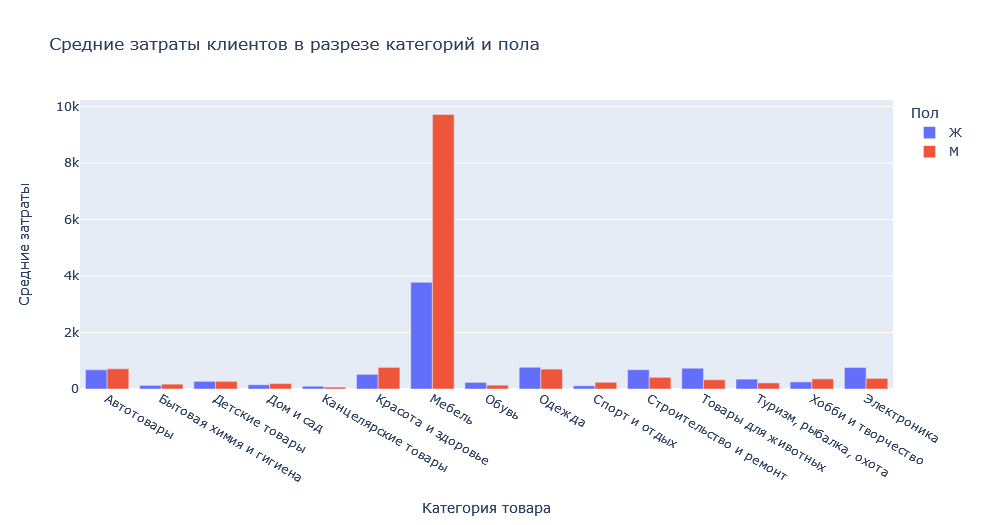 Средние затраты клиентов в разрезе категорий и пола
Пол
Ж
М
Средние затраты
10k
8k
6k
4k
2k
0
Автотовары
Бытовая химия и гигиена
Детские товары
Дом и сад
Канцелярские товары
Красота и здоровье
Мебель
Обувь
Одежда
Спорт и отдых
Строительство и ремонт
Товары для животных
Туризм, рыбалка, охота
Хобби и творчество
Электроника
Категория товара